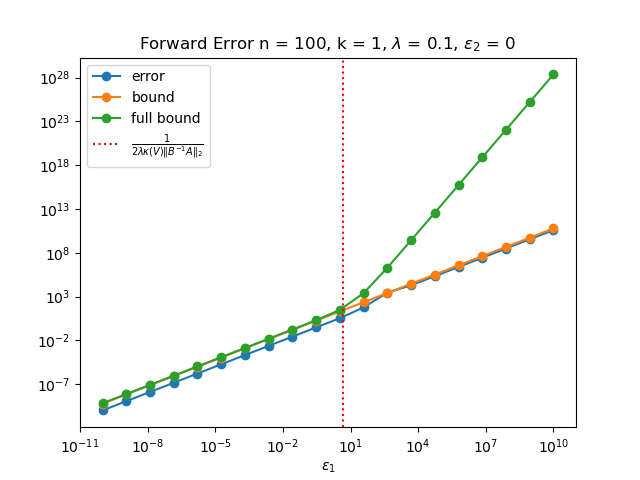 Forward Error n = 100, k = 1, λ = 0.1, ε₂ = 0
error
bound
full bound
1/(2λκ(V)‖B⁻¹A‖₂)
10²⁸
10²³
10¹⁸
10¹³
10⁸
10³
10⁻²
10⁻⁷
10⁻¹¹ 10⁻⁸ 10⁻⁵ 10⁻² 10¹ 10⁴ 10⁷ 10¹⁰
ε₁